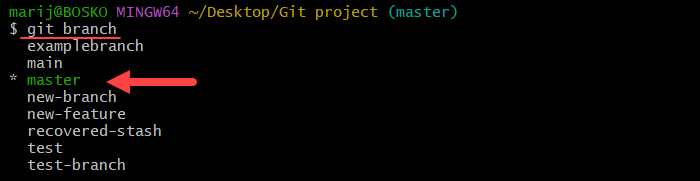 marij@BOSKO MINGW64 ~/Desktop/Git project (master)
$ git branch
  examplebranch
  main
* master
  new-branch
  new-feature
  recovered-stash
  test
  test-branch